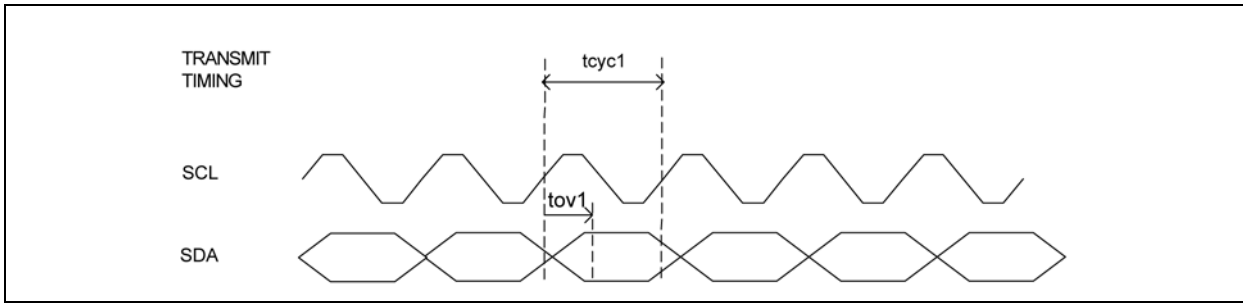 TRANSMIT
TIMING
tcyc1
SCL
tov1
SDA